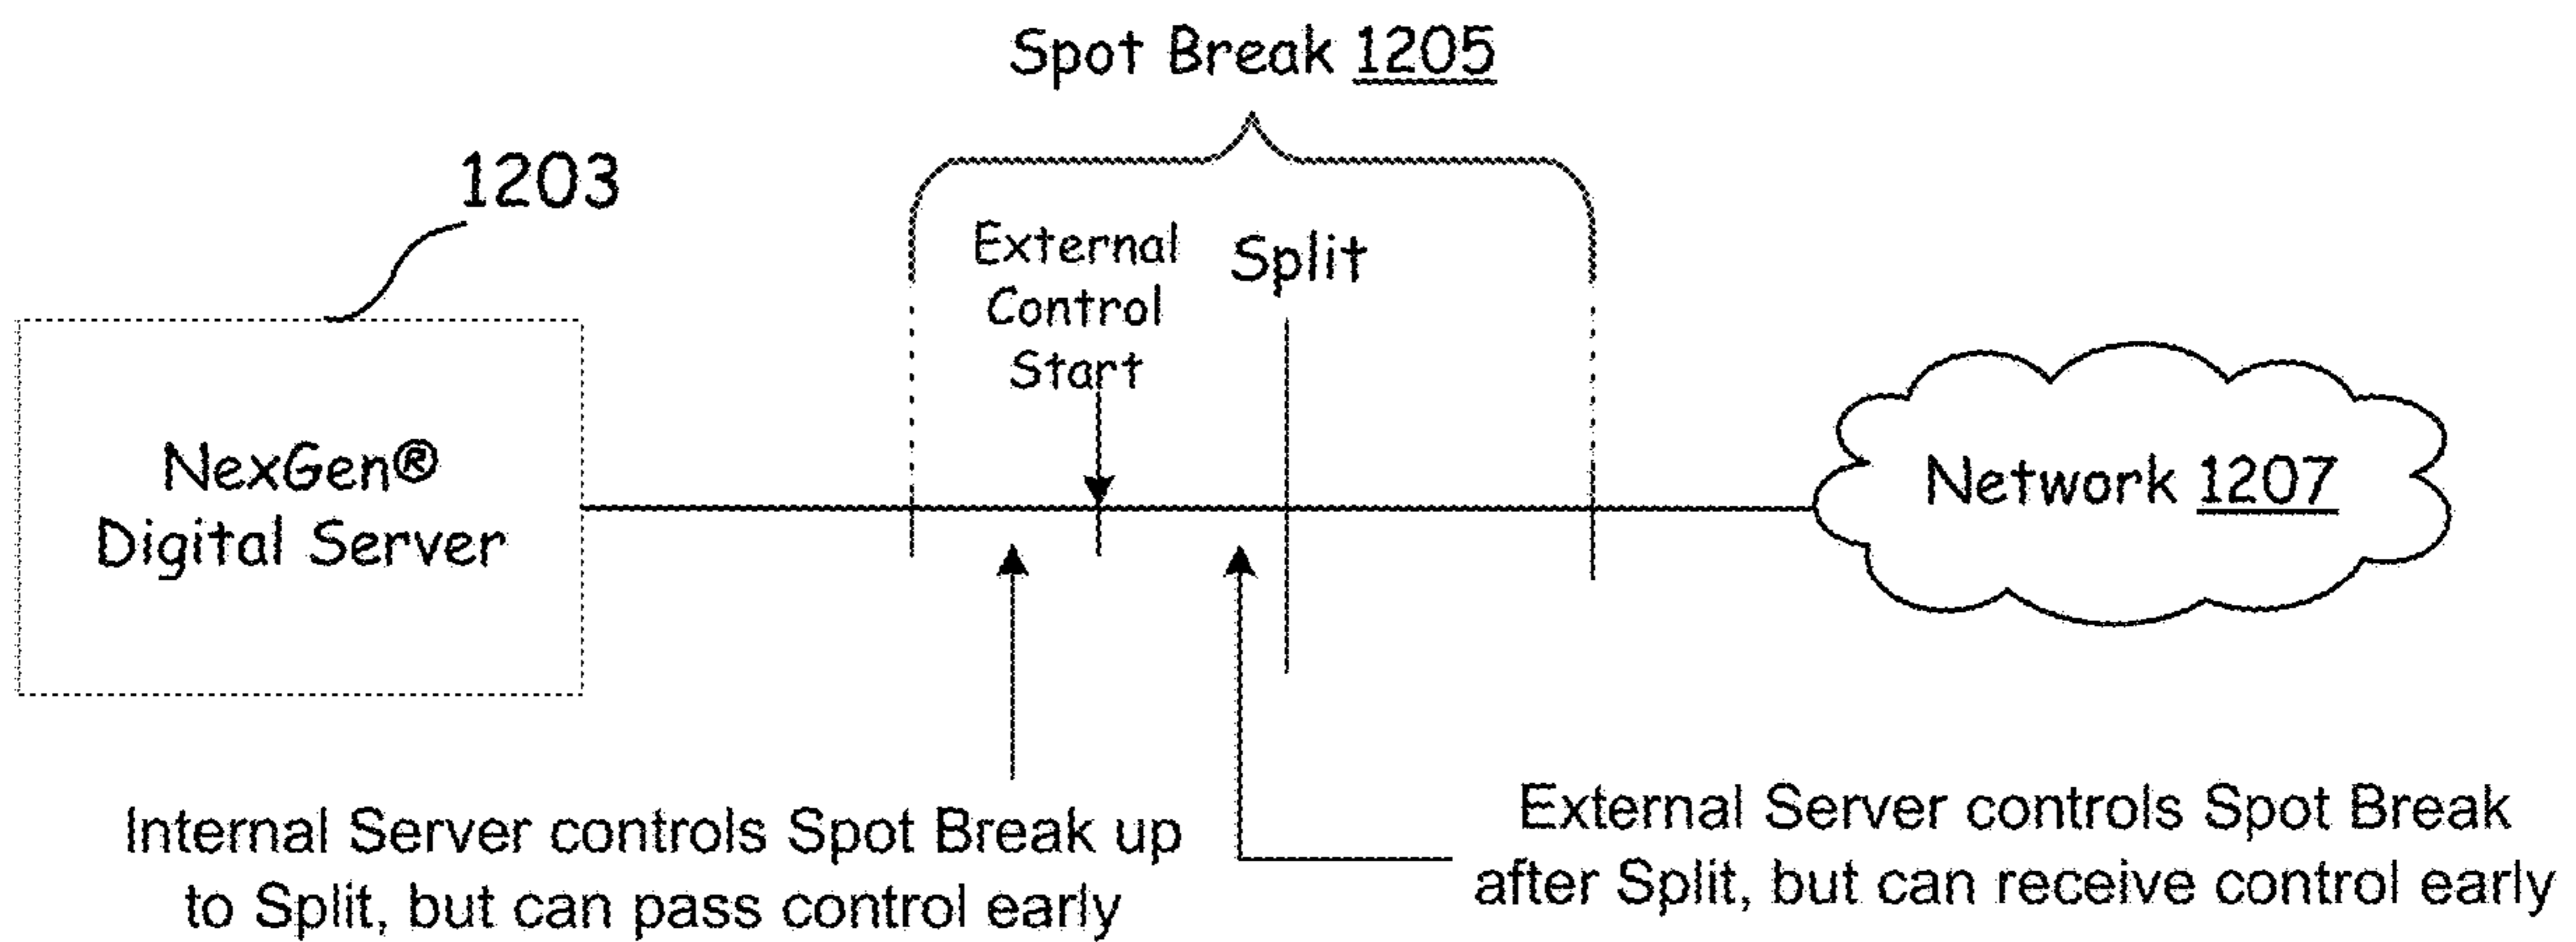 Spot Break 1205
1203
External
Control
Start
Split
NexGen®
Digital Server
Network 1207
Internal Server controls Spot Break up
to Split, but can pass control early
External Server controls Spot Break
after Split, but can receive control early